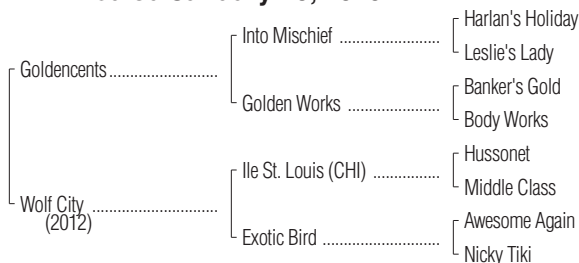 Harlan's Holiday
Into Mischief
Leslie's Lady
Goldencents
Banker's Gold
Golden Works
Body Works
Hussonet
Ile St. Louis (CHI)
Middle Class
Wolf City
(2012)
Awesome Again
Exotic Bird
Nicky Tiki